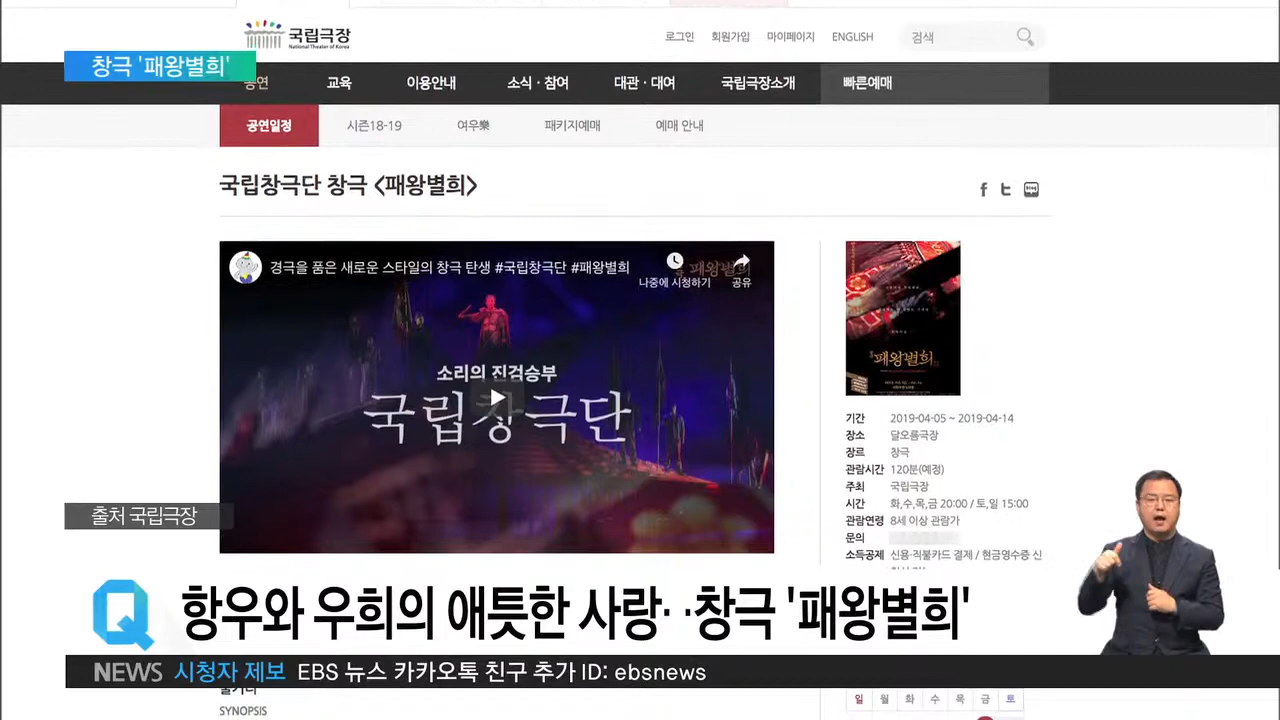 국립극장
National Theater of Korea
로그인 회원가입 마이페이지 ENGLISH 검색
창극 '패왕별희'
공연 교육 이용안내 소식·참여 대관·대여 국립극장소개 빠른예매
공연일정 시즌18-19 여우樂 패키지예매 예매 안내
국립창극단 창극 <패왕별희>
경극을 품은 새로운 스타일의 창극 탄생 #국립창극단 #패왕별희
패왕별희
나중에 시청하기 공유
소리의 진검승부
국립창극단
패왕별희
기간 2019-04-05 ~ 2019-04-14
장소 달오름극장
장르 창극
관람시간 120분(예정)
주최 국립극장
시간 화,수,목,금 20:00 / 토,일 15:00
관람연령 8세 이상 관람가
문의
소득공제 신용·직불카드 결제 / 현금영수증 신
출처 국립극장
항우와 우희의 애틋한 사랑‥창극 '패왕별희'
NEWS 시청자 제보 EBS 뉴스 카카오톡 친구 추가 ID: ebsnews
줄거리
SYNOPSIS
일 월 화 수 목 금 토